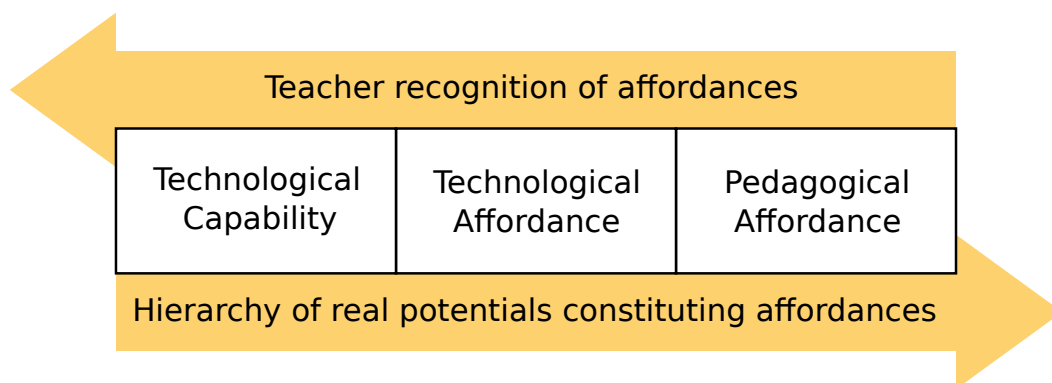 Teacher recognition of affordances
Technological
Capability
Technological
Affordance
Pedagogical
Affordance
Hierarchy of real potentials constituting affordances